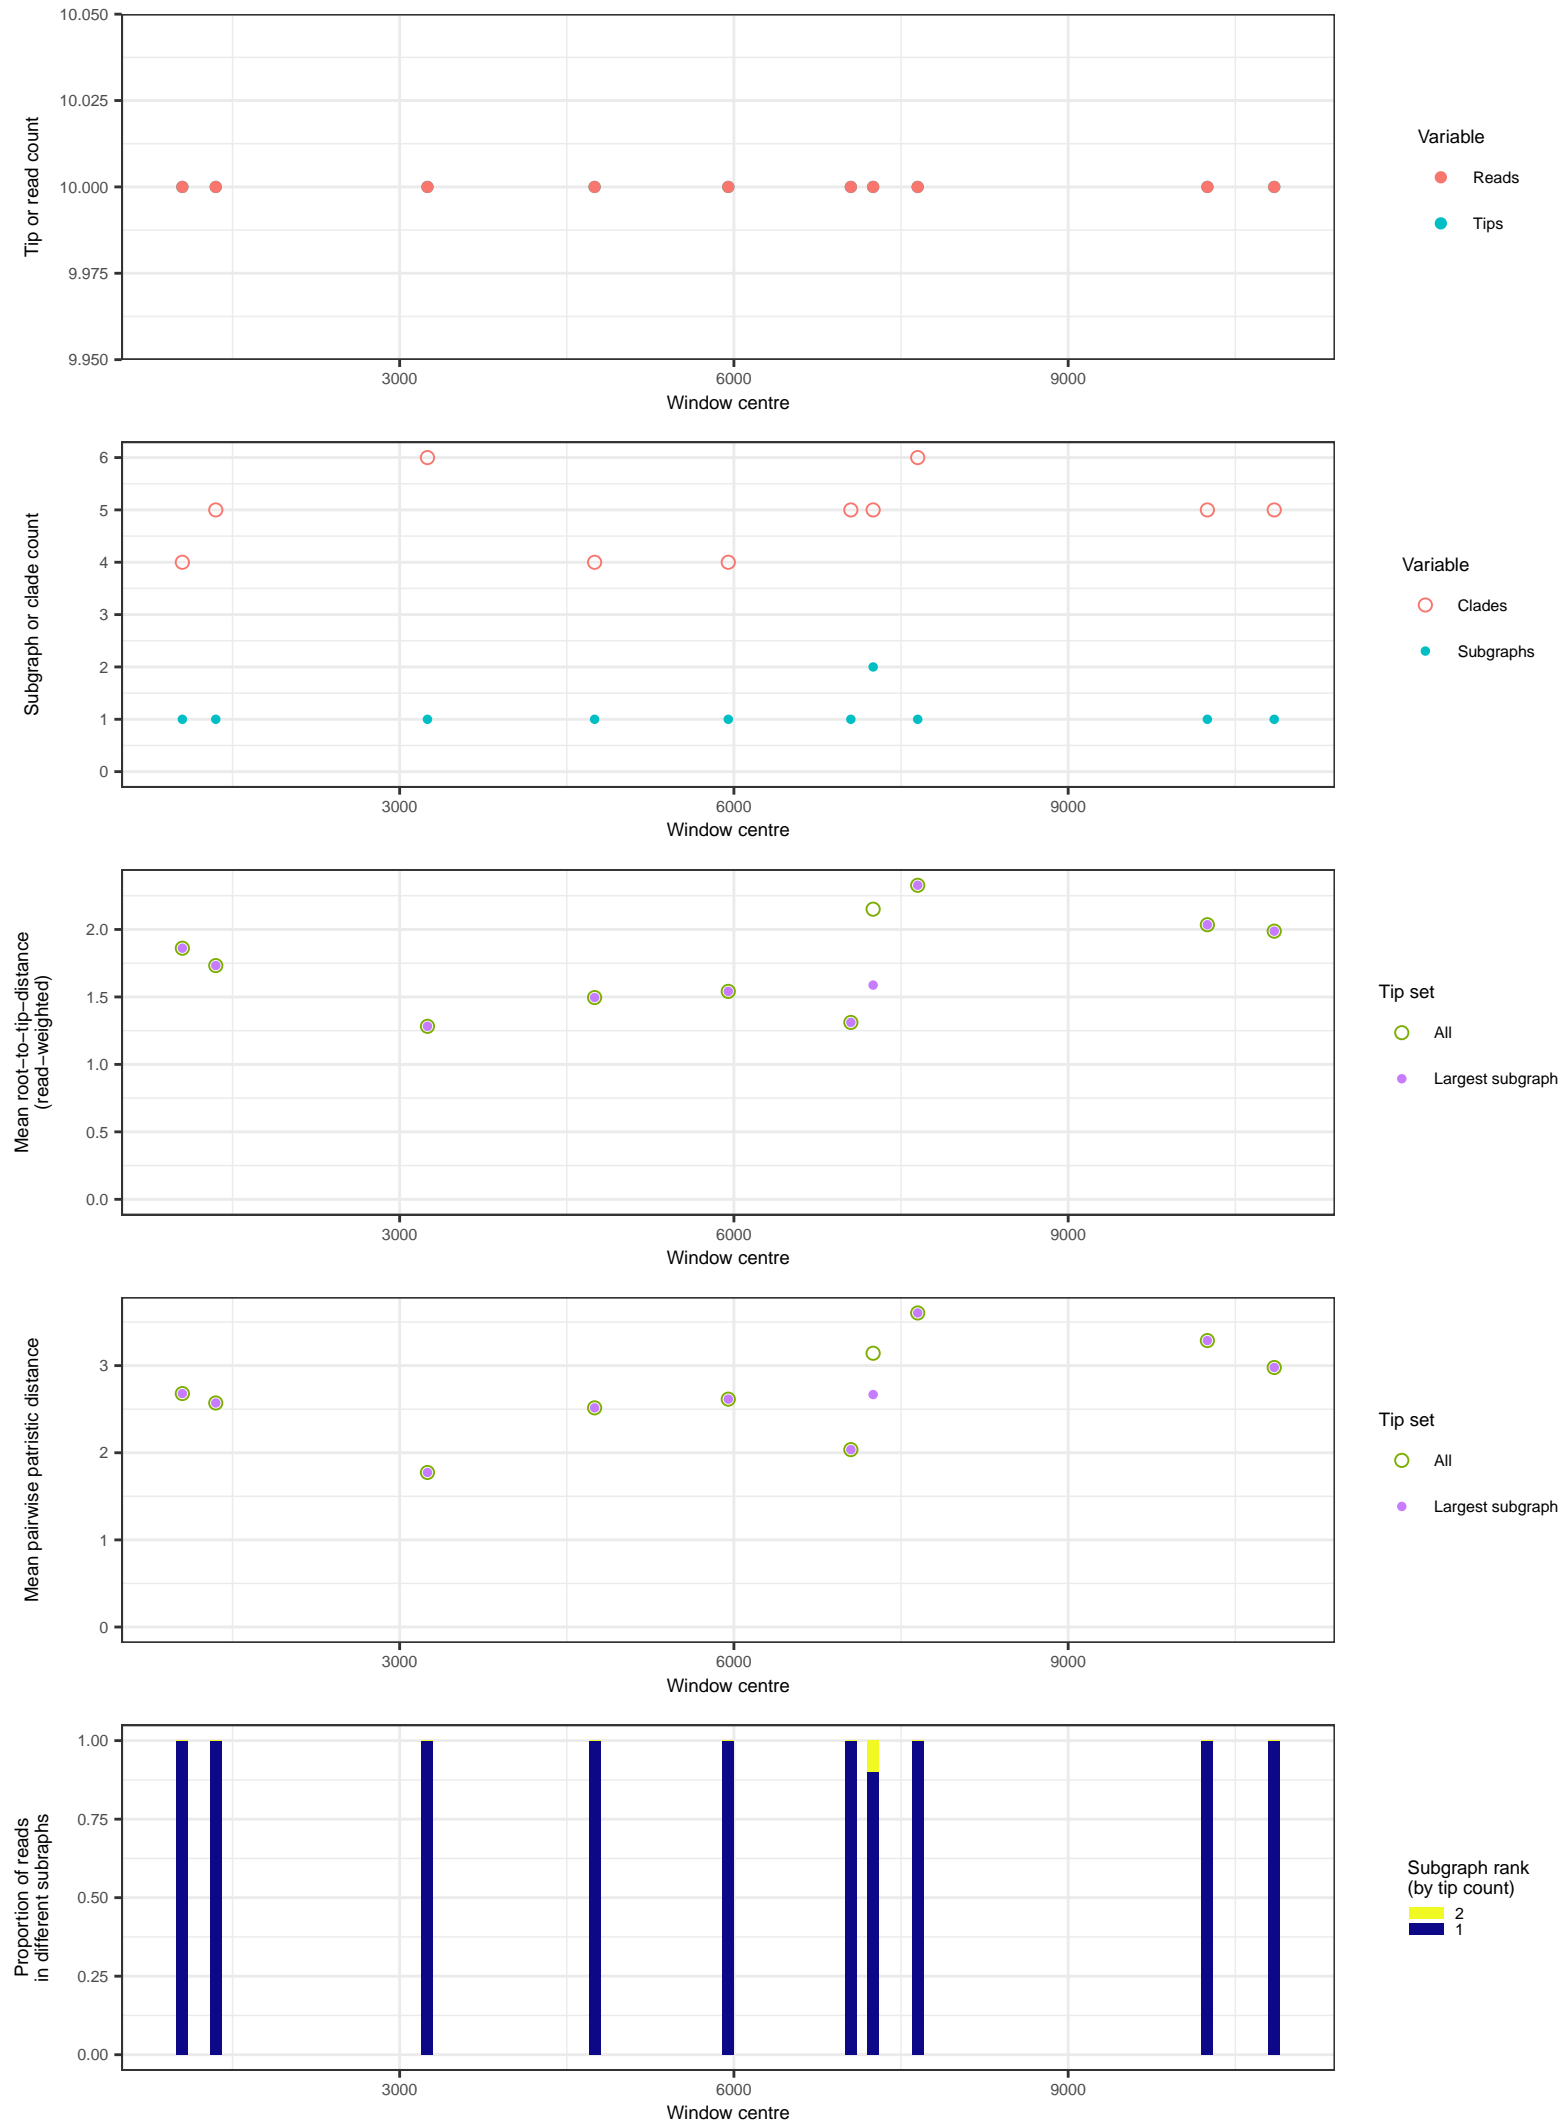 10.050
10.025
10.000
9.975
9.950
Tip or read count
3000
6000
9000
Window centre
Variable
Reads
Tips
6
5
4
3
2
1
0
Subgraph or clade count
3000
6000
9000
Window centre
Variable
Clades
Subgraphs
2.0
1.5
1.0
0.5
0.0
Mean root−to−tip−distance
(read−weighted)
3000
6000
9000
Window centre
Tip set
All
Largest subgraph
3
2
1
0
Mean pairwise patristic distance
3000
6000
9000
Window centre
Tip set
All
Largest subgraph
1.00
0.75
0.50
0.25
0.00
Proportion of reads
in different subraphs
3000
6000
9000
Window centre
Subgraph rank
(by tip count)
2
1